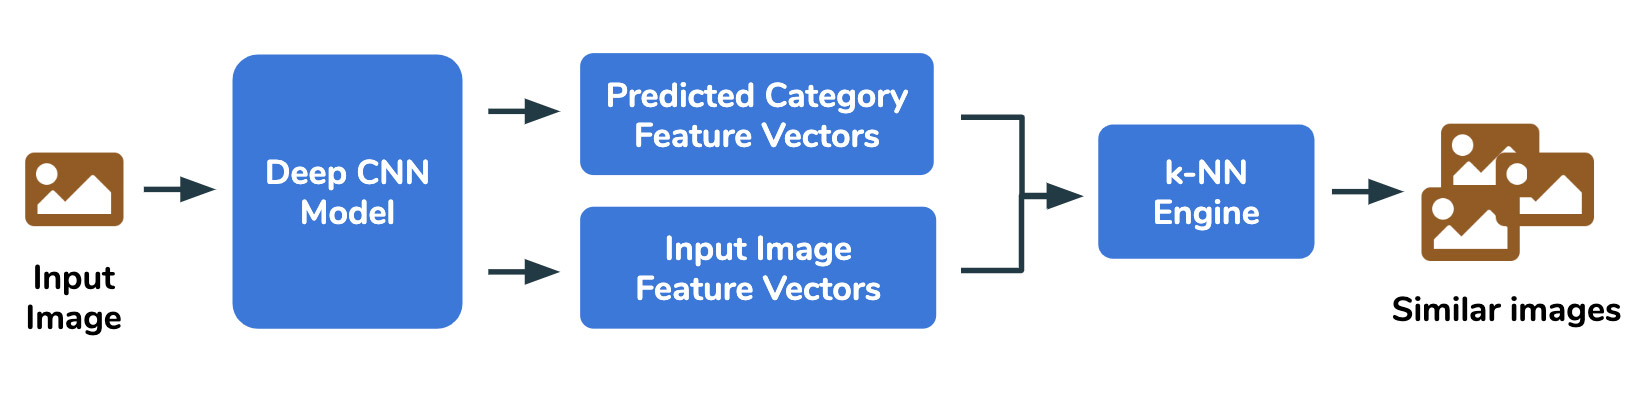 Input
Image
Deep CNN
Model
Predicted Category
Feature Vectors
Input Image
Feature Vectors
k-NN
Engine
Similar images